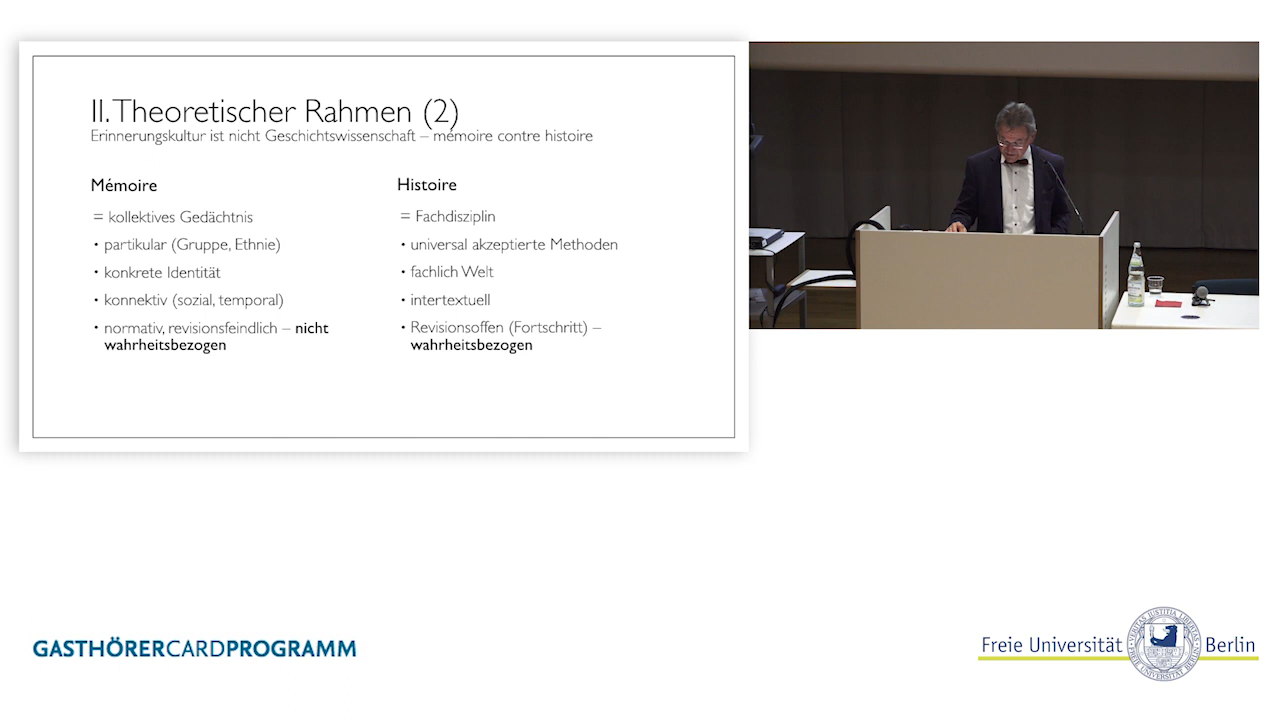 II. Theoretischer Rahmen (2)
Erinnerungskultur ist nicht Geschichtswissenschaft – mémoire contre histoire
Mémoire
= kollektives Gedächtnis
• partikular (Gruppe, Ethnie)
• konkrete Identität
• konnektiv (sozial, temporal)
• normativ, revisionsfeindlich – nicht
wahrheitsbezogen
Histoire
= Fachdisziplin
• universal akzeptierte Methoden
• fachlich Welt
• intertextuell
• Revisionsoffen (Fortschritt) –
wahrheitsbezogen
GASTHÖRERCARDPROGRAMM
Freie Universität Berlin